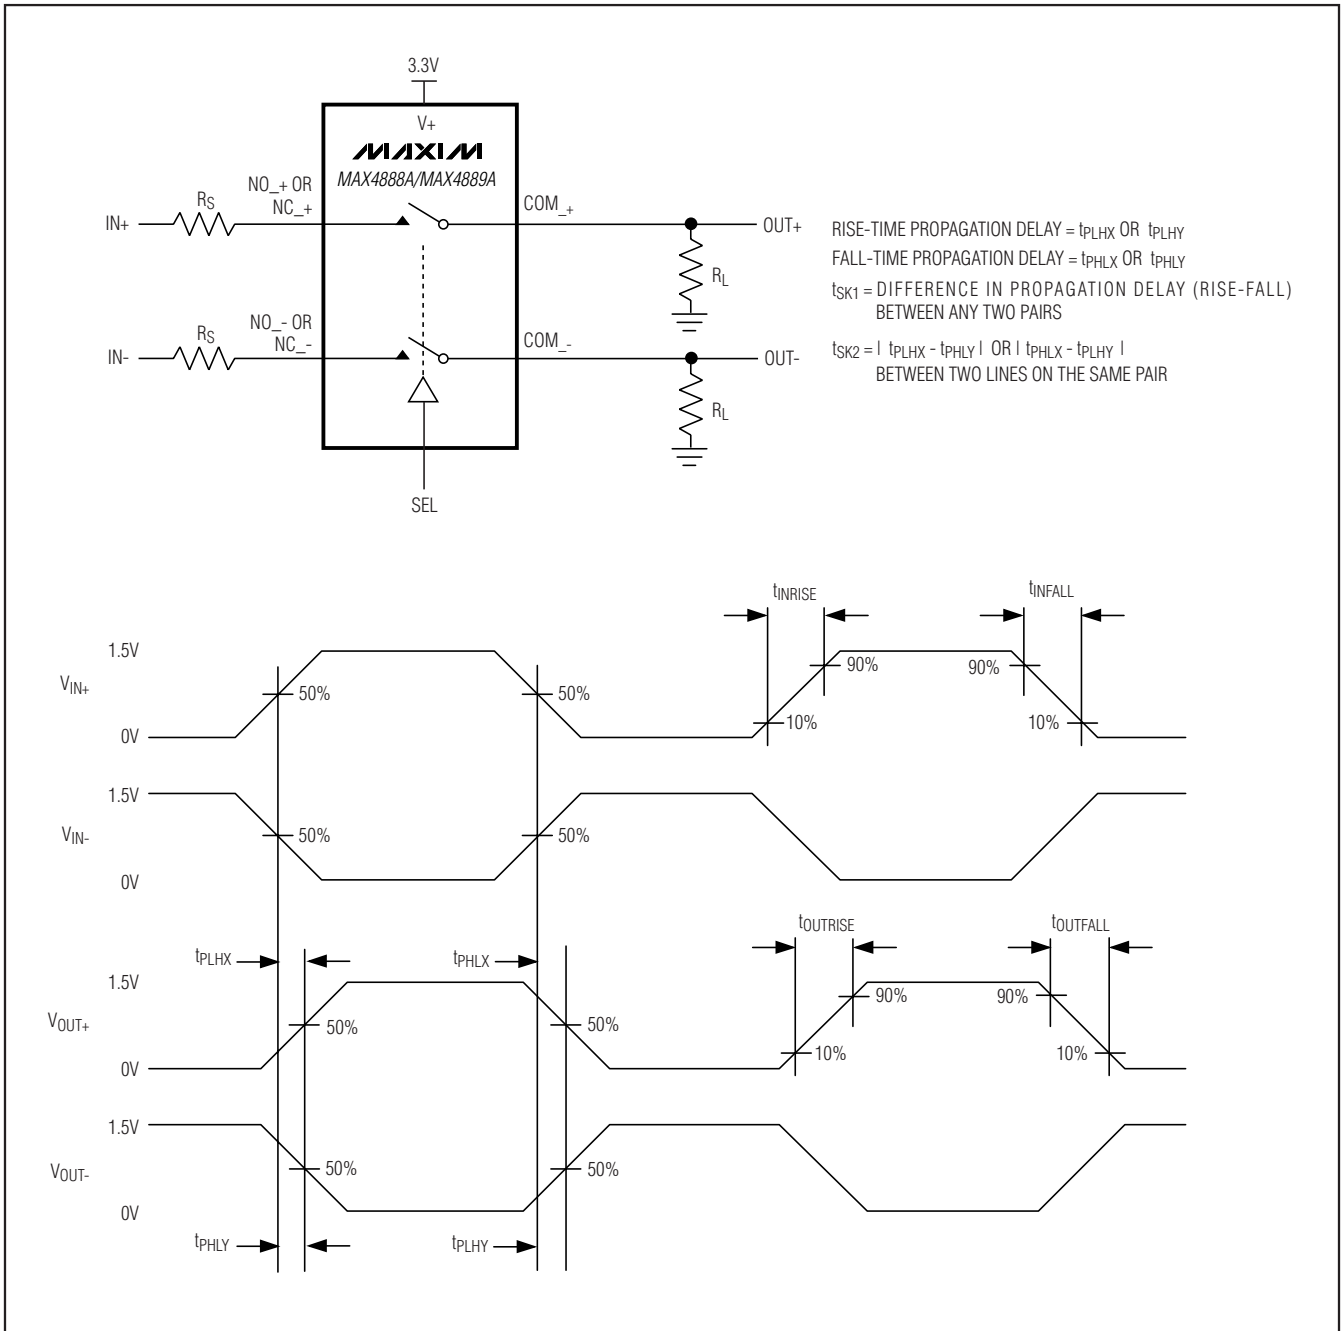 3.3V
V+
MAXIM
MAX4888A/MAX4889A
NO_+ OR
NC_+
RS
IN+
COM_+
OUT+
RL
NO_- OR
NC_-
RS
IN-
COM_-
OUT-
RL
SEL
RISE-TIME PROPAGATION DELAY = tPLHX OR tPLHY
FALL-TIME PROPAGATION DELAY = tPHLX OR tPHLY
tSK1 = DIFFERENCE IN PROPAGATION DELAY (RISE-FALL)
BETWEEN ANY TWO PAIRS
tSK2 = | tPLHX - tPHLY | OR | tPHLX - tPLHY |
BETWEEN TWO LINES ON THE SAME PAIR
tINRISE
tINFALL
1.5V
VIN+
0V
50%
50%
90%
90%
10%
10%
1.5V
VIN-
0V
50%
50%
tOUTRISE
tOUTFALL
tPLHX
tPHLX
1.5V
VOUT+
0V
50%
50%
90%
90%
10%
10%
1.5V
VOUT-
0V
50%
50%
tPHLY
tPLHY